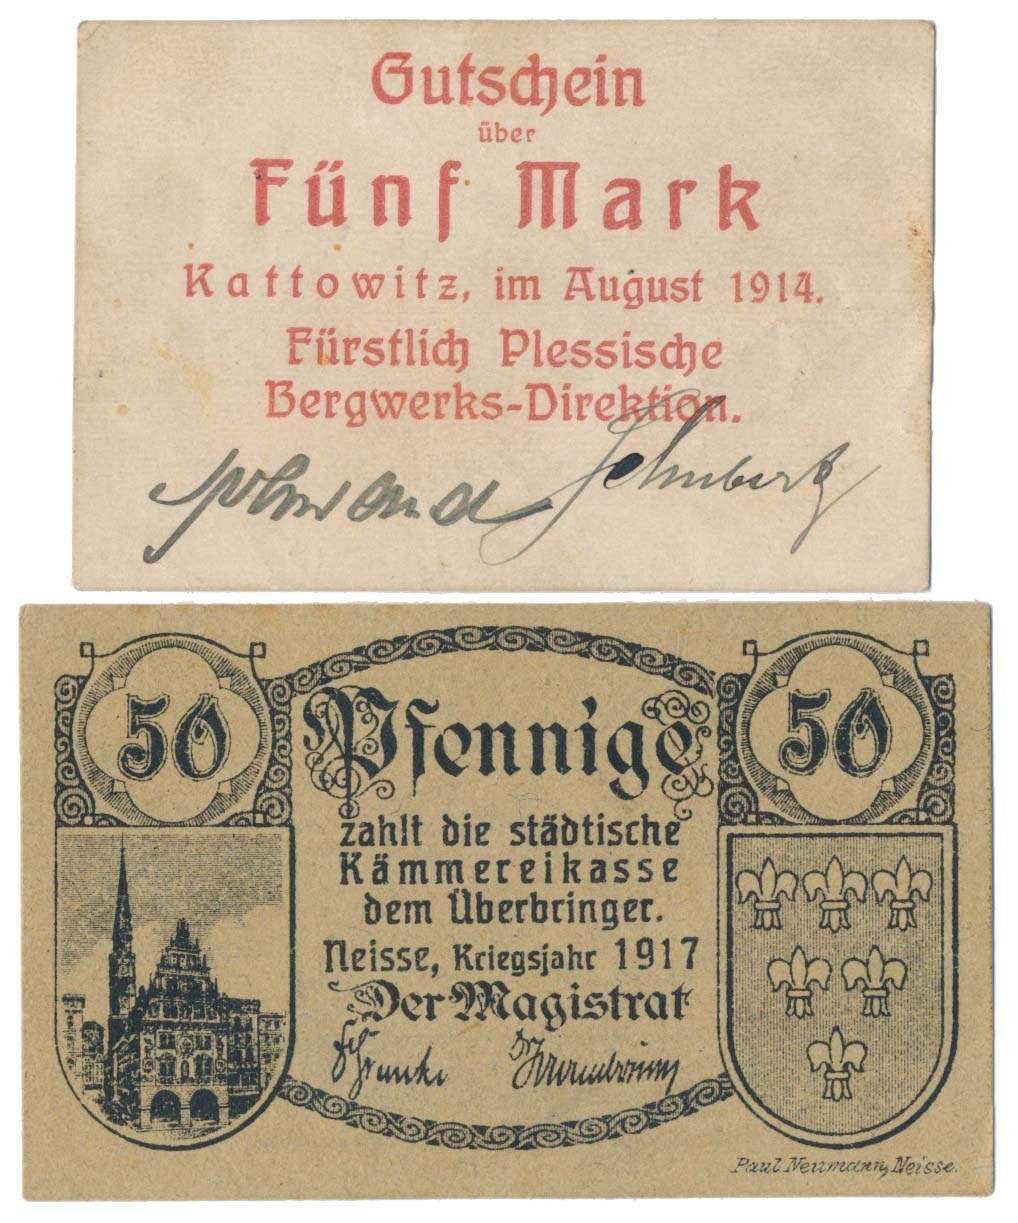 Gutschein
über
Fünf Mark
Kattowitz, im August 1914.
Fürstlich Plessische
Bergwerks-Direktion.
Schubert
50
Pfennige
50
zahlt die städtische
Kämmereikasse
dem Überbringer.
Neisse, Kriegsjahr 1917
Der Magistrat
Paul Neumann, Neisse.